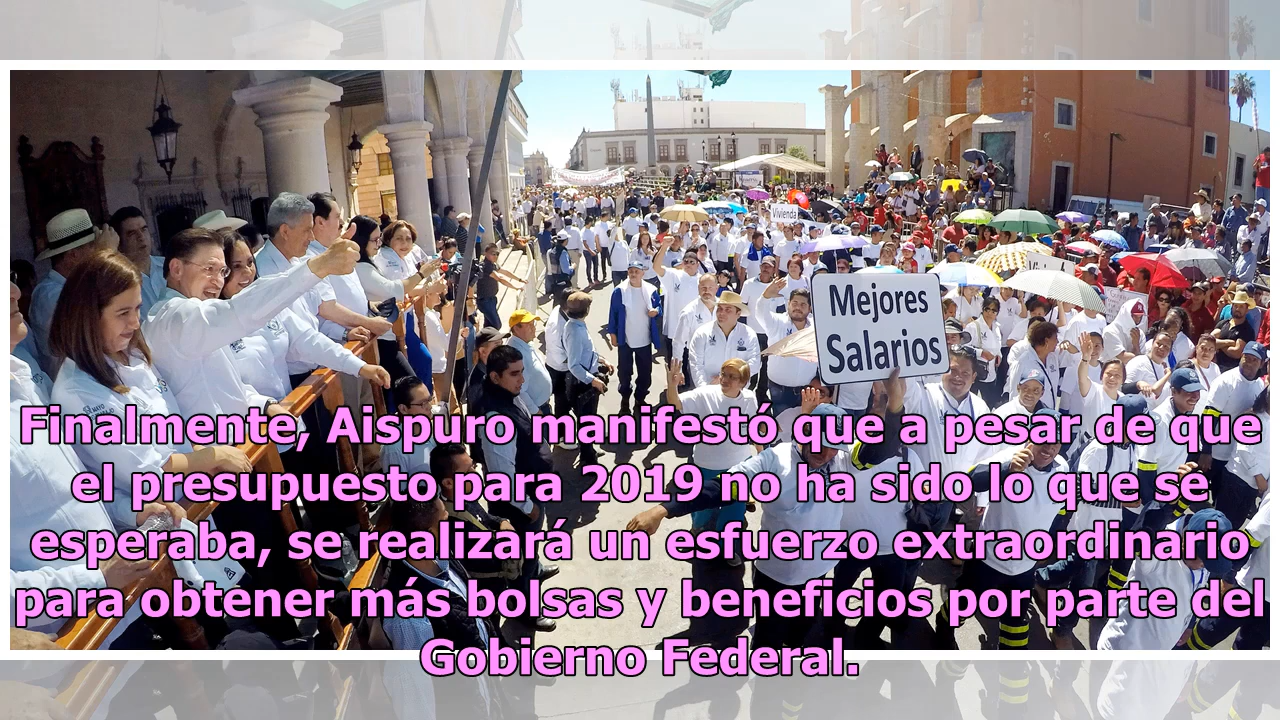 Vivienda
Mejores
Salarios
Finalmente, Aispuro manifestó que a pesar de que
el presupuesto para 2019 no ha sido lo que se
esperaba, se realizará un esfuerzo extraordinario
para obtener más bolsas y beneficios por parte del
Gobierno Federal.